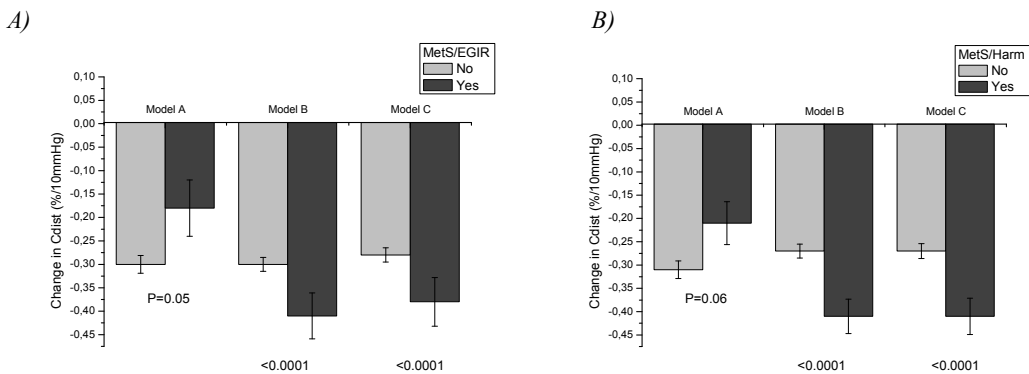 A)
MetS/EGIR
No
Yes
0,10
0,05
0,00
-0,05
-0,10
-0,15
-0,20
-0,25
-0,30
-0,35
-0,40
-0,45
Change in Cdist (%/10mmHg)
Model A Model B Model C
P=0.05
<0.0001 <0.0001
B)
MetS/Harm
No
Yes
0,10
0,05
0,00
-0,05
-0,10
-0,15
-0,20
-0,25
-0,30
-0,35
-0,40
-0,45
Change in Cdist (%/10mmHg)
Model A Model B Model C
P=0.06
<0.0001 <0.0001